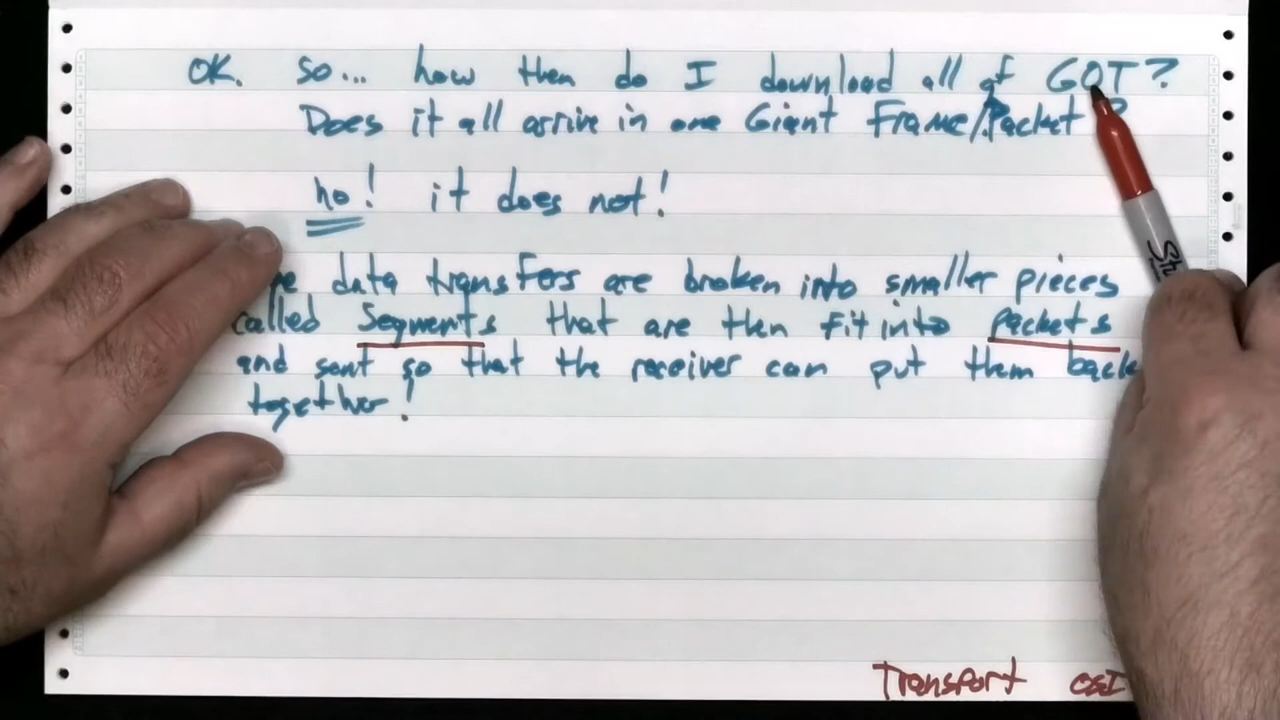 OK. So... how then do I download all of GOT?
Does it all arrive in one Giant Frame/Packet ?
no! it does not!
data transfers are broken into smaller pieces
called Segments that are then fit into packets
and sent so that the receiver can put them back
together!
Transport OSI